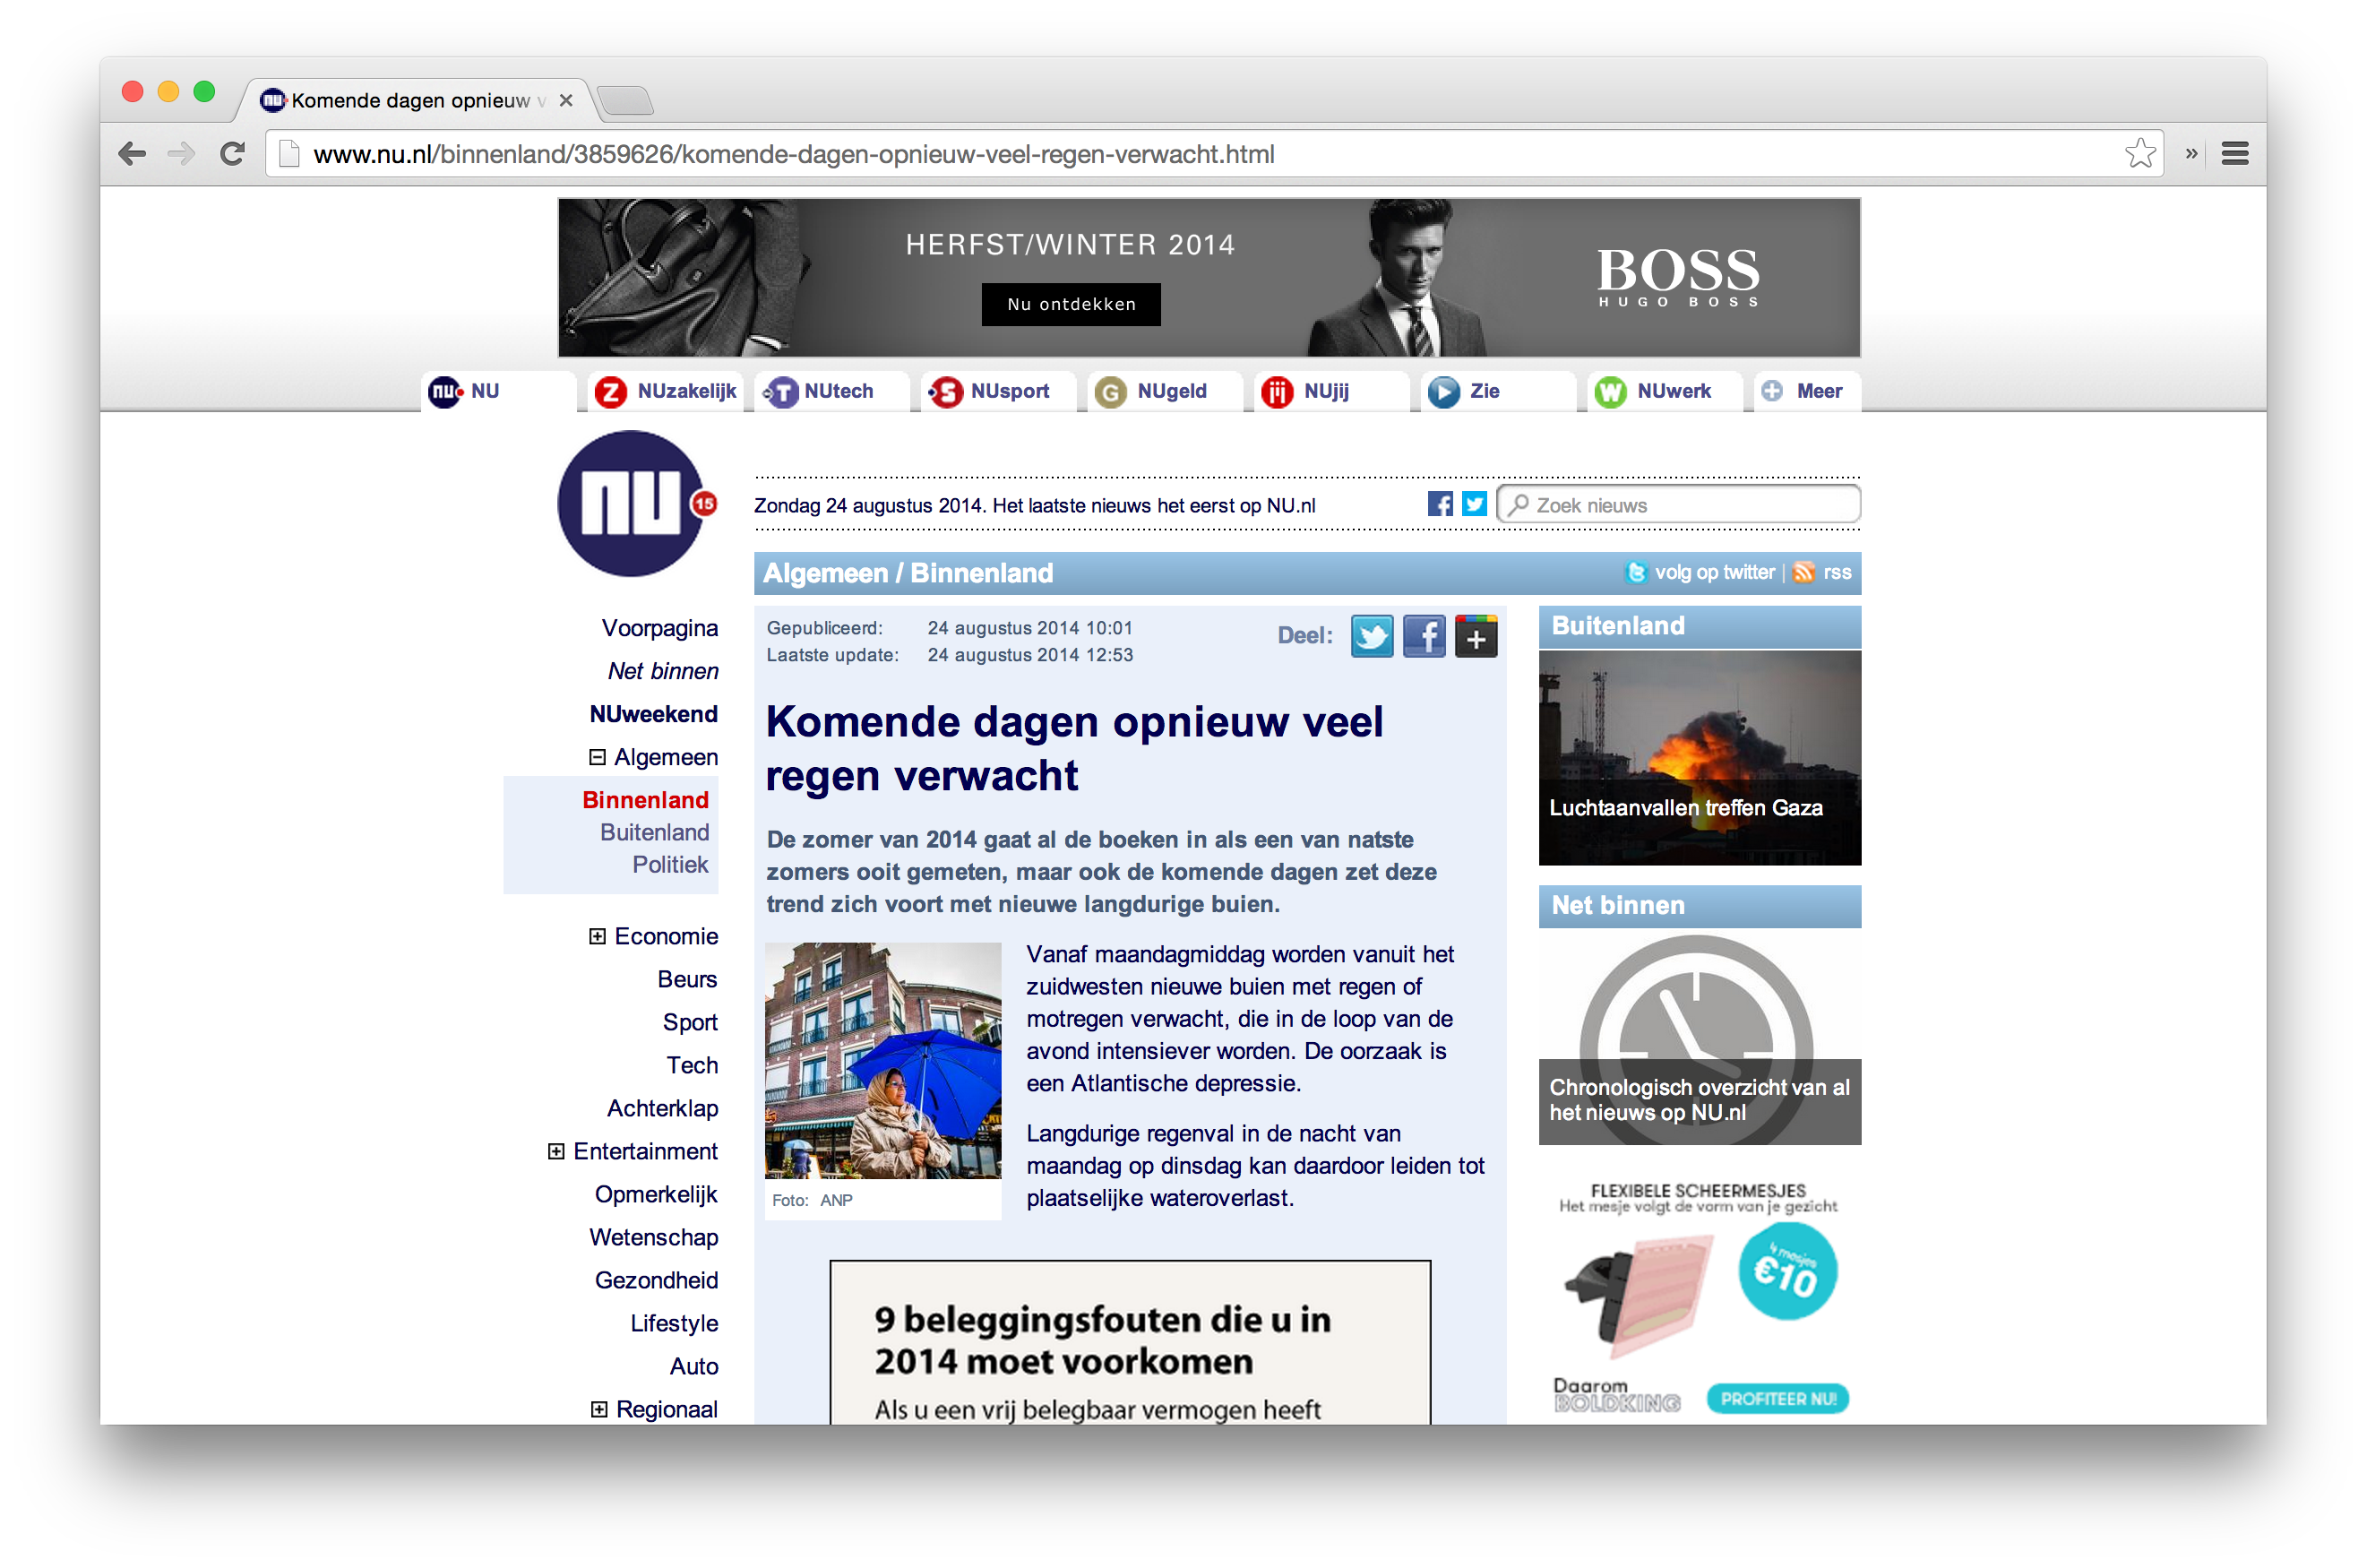 Komende dagen opnieuw v
www.nu.nl/binnenland/3859626/komende-dagen-opnieuw-veel-regen-verwacht.html
HERFST/WINTER 2014
Nu ontdekken
BOSS
HUGO BOSS
nu NU
Z NUzakelijk
T NUtech
S NUsport
G NUgeld
jij NUjij
Zie
W NUwerk
Meer
nu 15
Zondag 24 augustus 2014. Het laatste nieuws het eerst op NU.nl
Zoek nieuws
Algemeen / Binnenland
volg op twitter | rss
Voorpagina
Net binnen
NUweekend
Algemeen
Binnenland
Buitenland
Politiek
Economie
Beurs
Sport
Tech
Achterklap
Entertainment
Opmerkelijk
Wetenschap
Gezondheid
Lifestyle
Auto
Regionaal
Gepubliceerd: 24 augustus 2014 10:01
Laatste update: 24 augustus 2014 12:53
Deel:
Komende dagen opnieuw veel
regen verwacht
De zomer van 2014 gaat al de boeken in als een van natste
zomers ooit gemeten, maar ook de komende dagen zet deze
trend zich voort met nieuwe langdurige buien.
Foto: ANP
Vanaf maandagmiddag worden vanuit het
zuidwesten nieuwe buien met regen of
motregen verwacht, die in de loop van de
avond intensiever worden. De oorzaak is
een Atlantische depressie.
Langdurige regenval in de nacht van
maandag op dinsdag kan daardoor leiden tot
plaatselijke wateroverlast.
9 beleggingsfouten die u in
2014 moet voorkomen
Als u een vrij belegbaar vermogen heeft
Buitenland
Luchtaanvallen treffen Gaza
Net binnen
Chronologisch overzicht van al
het nieuws op NU.nl
FLEXIBELE SCHEERMESJES
Het mesje volgt de vorm van je gezicht
4 mesjes
€10
Daarom
BOLDKING
PROFITEER NU!